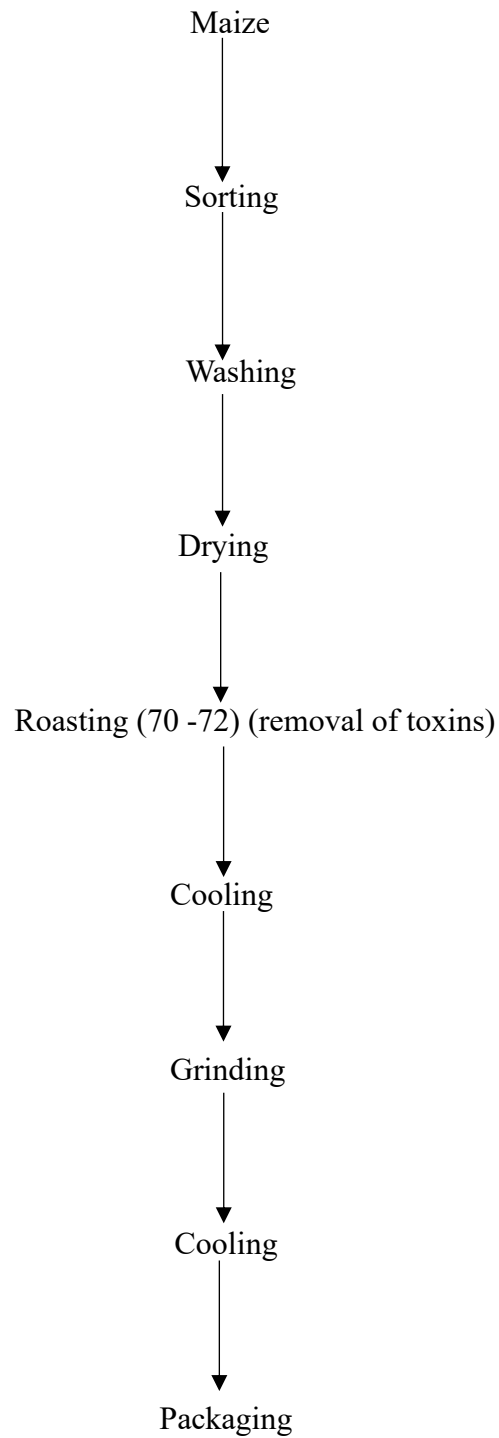 Maize
Sorting
Washing
Drying
Roasting (70 -72) (removal of toxins)
Cooling
Grinding
Cooling
Packaging